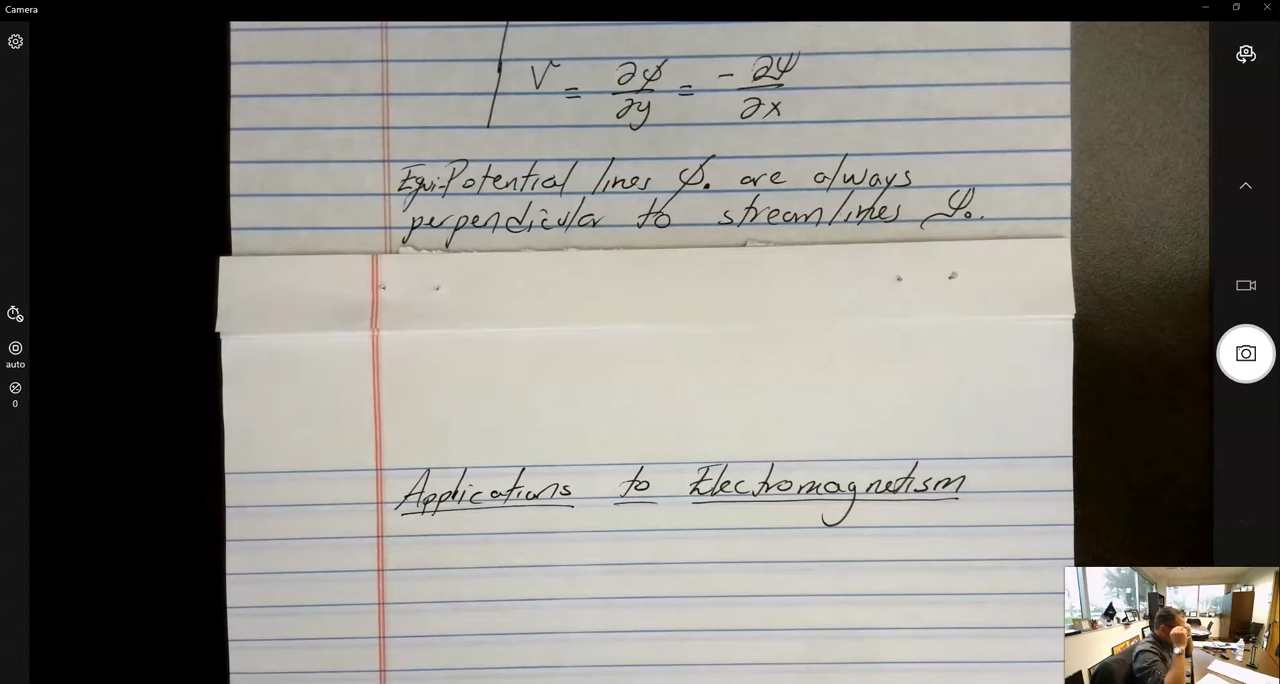 Camera
V = ∂φ/∂y = - ∂ψ/∂x
Equi-Potential lines φ. are always
perpendicular to streamlines ψ.
Applications to Electromagnetism
auto
0